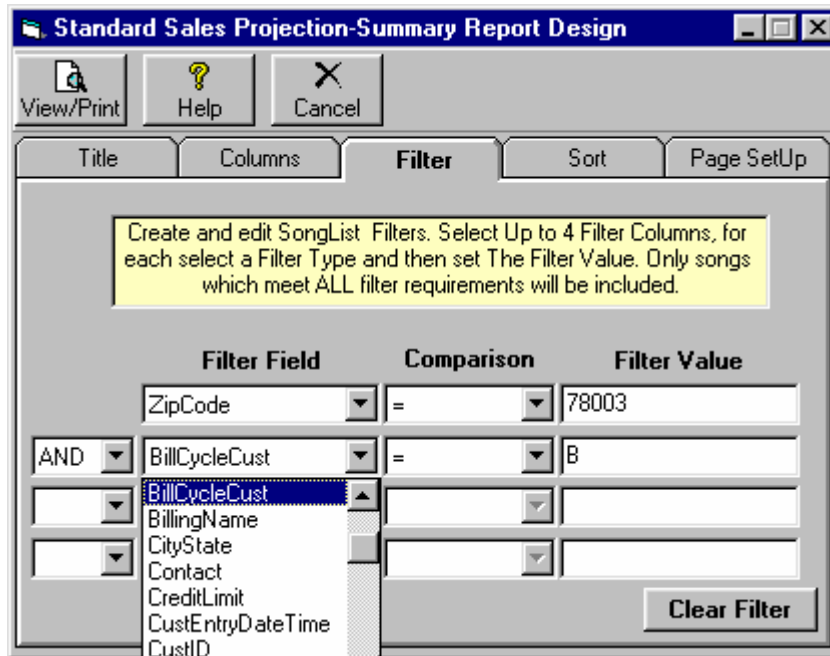 Standard Sales Projection-Summary Report Design
View/Print Help Cancel
Title Columns Filter Sort Page SetUp
Create and edit SongList Filters. Select Up to 4 Filter Columns, for
each select a Filter Type and then set The Filter Value. Only songs
which meet ALL filter requirements will be included.
Filter Field Comparison Filter Value
ZipCode = 78003
AND BillCycleCust = B
BillCycleCust
BillingName
CityState
Contact
CreditLimit
CustEntryDateTime
CustID
Clear Filter